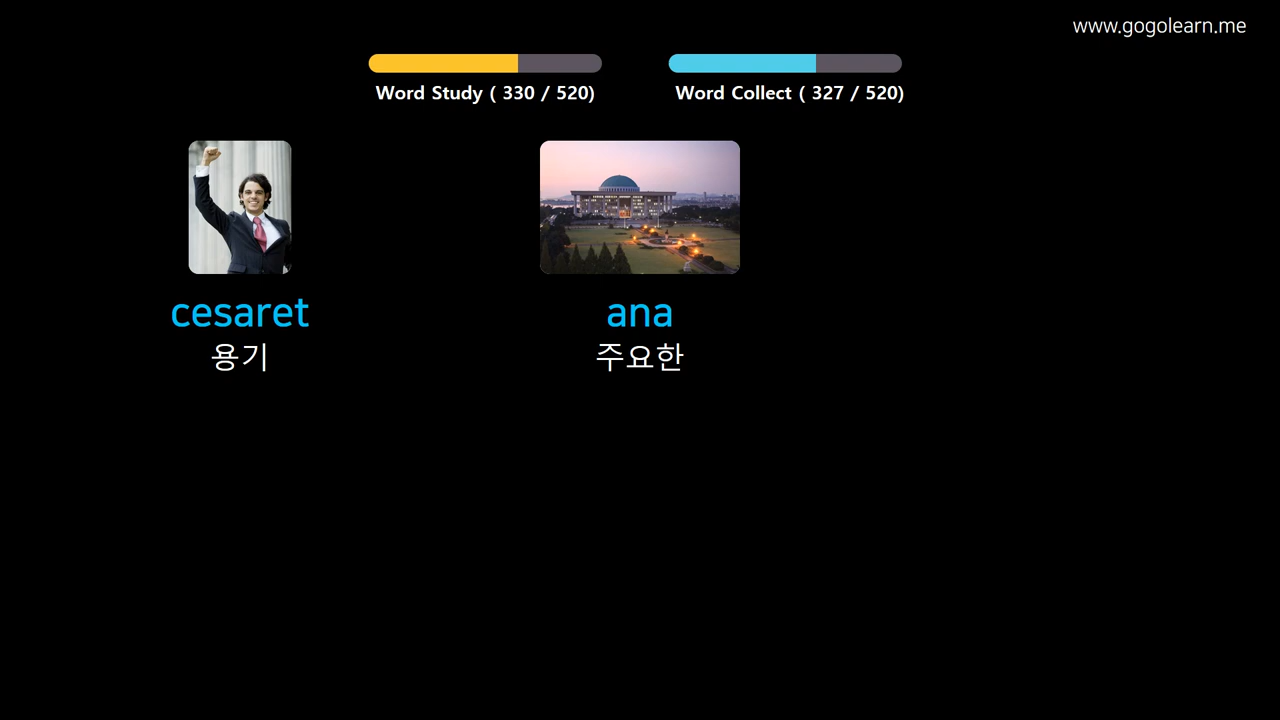 www.gogolearn.me
Word Study ( 330 / 520)
Word Collect ( 327 / 520)
cesaret
용기
ana
주요한